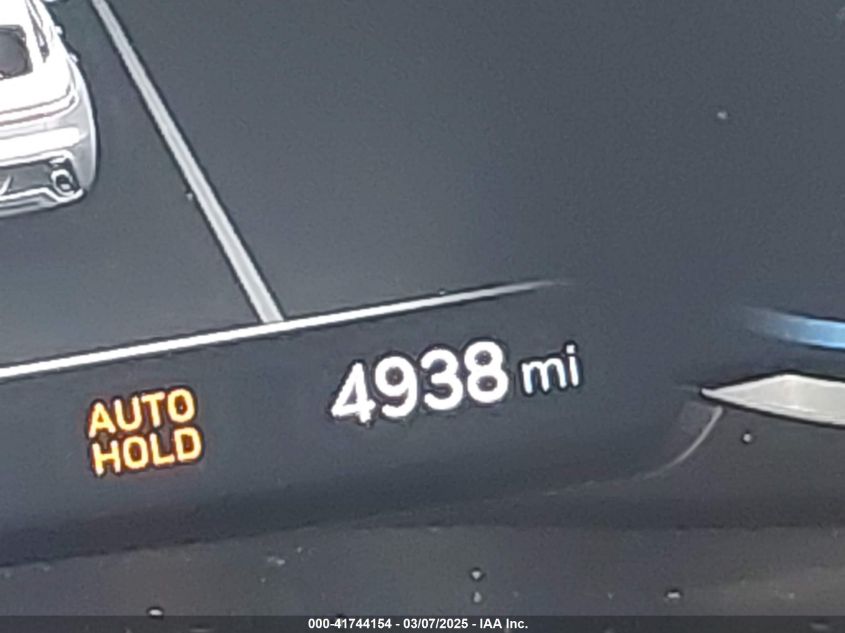 4938 mi
AUTO
HOLD
000-41744154 - 03/07/2025 - IAA Inc.